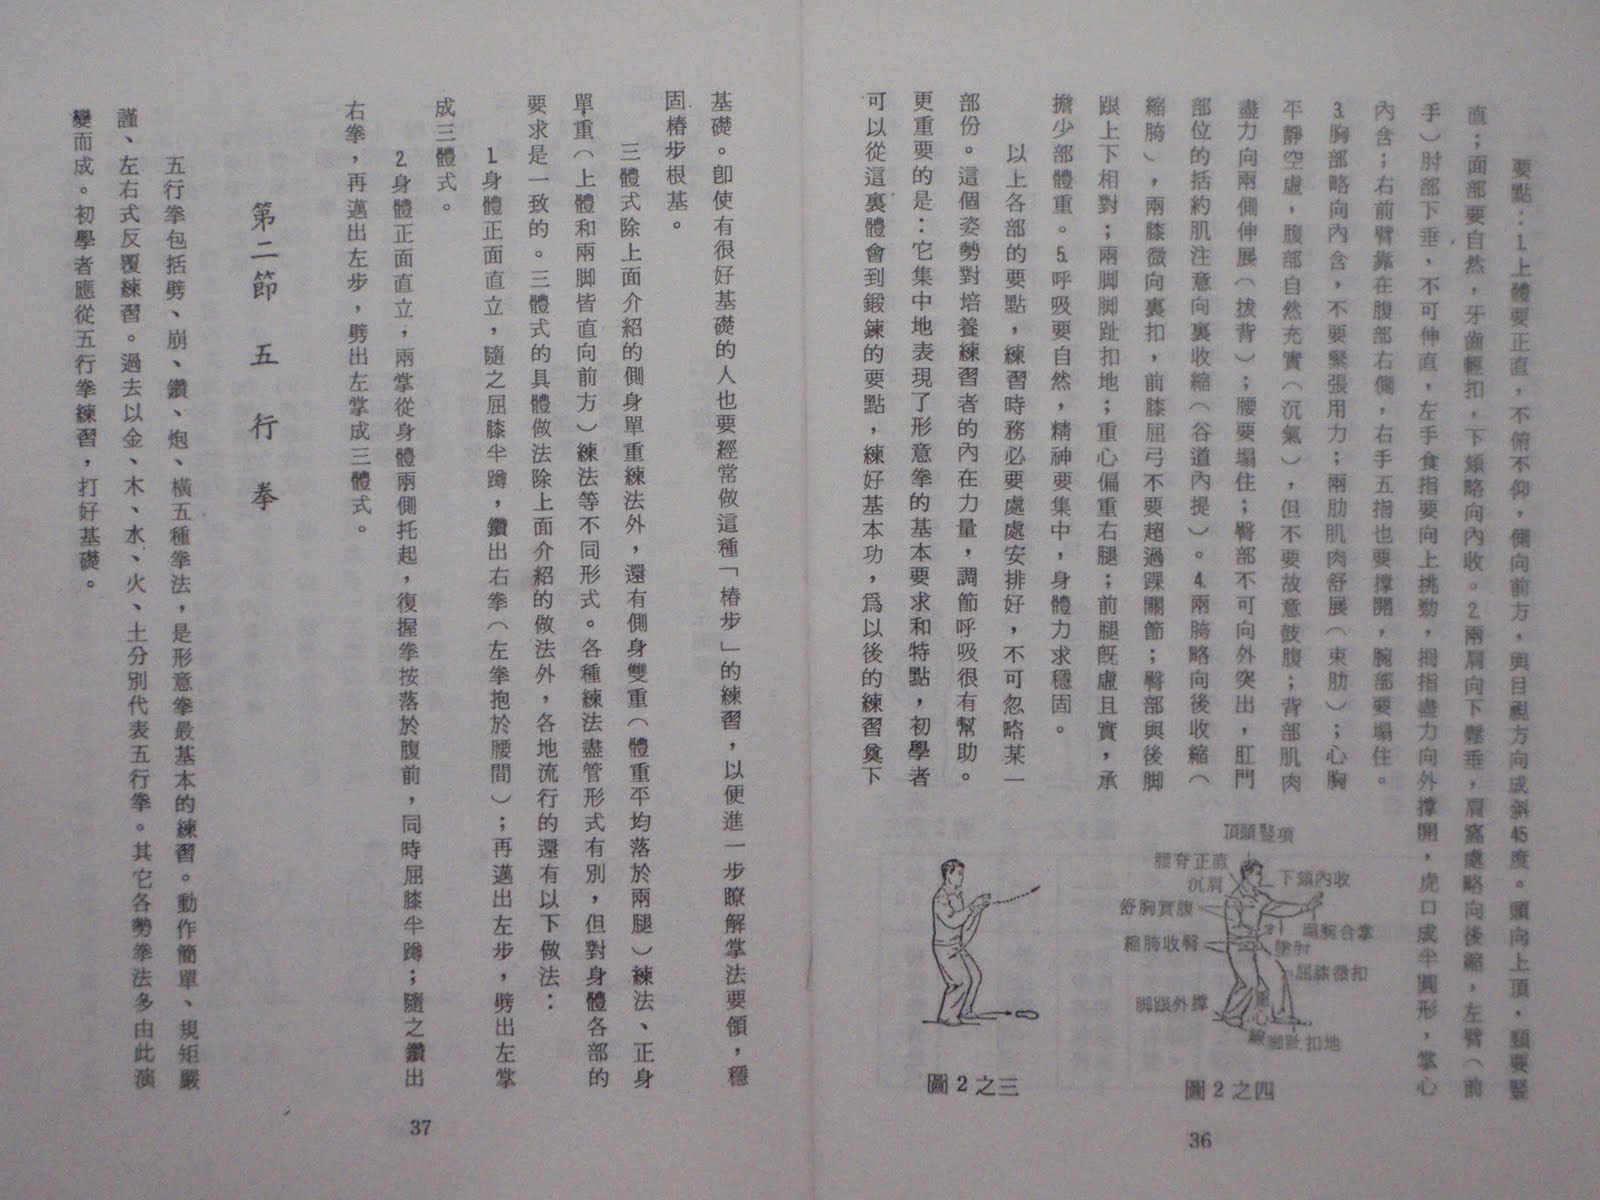 要點：1.上體要正直，不俯不仰，側向前方，與目視方向成斜45度。頭向上頂，頸要豎
直；面部要自然，牙齒輕扣，下頦略向內收。2.兩肩向下鬆垂，肩窩處略向後縮，左臂（前
手）肘部下垂，不可伸直，左手食指要向上挑勁，拇指盡力向外撑開，虎口成半圓形，掌心
內含；右前臂靠在腹部右側，右手五指也要撑開，腕部要塌住。
3.胸部略向內含，不要緊張用力；兩肋肌肉舒展（束肋）；心胸
平靜空虛，腹部自然充實（沉氣），但不要故意鼓腹；背部肌肉
盡力向兩側伸展（拔背）；腰要塌住；臀部不可向外突出，肛門
部位的括約肌注意向裏收縮（谷道內提）。4.兩胯略向後收縮（
縮胯），兩膝微向裏扣，前膝屈弓不要超過踝關節；臀部與後脚
跟上下相對；兩脚脚趾扣地；重心偏重右腿；前腿旣虛且實，承
擔少部體重。5.呼吸要自然，精神要集中，身體力求穩固。
以上各部的要點，練習時務必要處處安排好，不可忽略某一
部份。這個姿勢對培養練習者的內在力量，調節呼吸很有幫助。
更重要的是：它集中地表現了形意拳的基本要求和特點，初學者
可以從這裏體會到鍛鍊的要點，練好基本功，爲以後的練習奠下
頂頭豎項
腰脊正直
沉肩
下頦內收
舒胸實腹
塌腕合掌
縮胯收臀
墜肘
屈膝微扣
脚跟外撑
重心線
脚趾扣地
圖2之四
圖2之三
36
基礎。卽使有很好基礎的人也要經常做這種「樁步」的練習，以便進一步瞭解掌法要領，穩
固樁步根基。
三體式除上面介紹的側身單重練法外，還有側身雙重（體重平均落於兩腿）練法、正身
單重（上體和兩脚皆直向前方）練法等不同形式。各種練法盡管形式有別，但對身體各部的
要求是一致的。三體式的具體做法除上面介紹的做法外，各地流行的還有以下做法：
1.身體正面直立，隨之屈膝半蹲，鑽出右拳（左拳抱於腰間）；再邁出左步，劈出左掌
成三體式。
2.身體正面直立，兩掌從身體兩側托起，復握拳按落於腹前，同時屈膝半蹲；隨之鑽出
右拳，再邁出左步，劈出左掌成三體式。
第二節 五行拳
五行拳包括劈、崩、鑽、炮、橫五種拳法，是形意拳最基本的練習。動作簡單、規矩嚴
謹、左右式反覆練習。過去以金、木、水、火、土分別代表五行拳。其它各勢拳法多由此演
變而成。初學者應從五行拳練習，打好基礎。
37